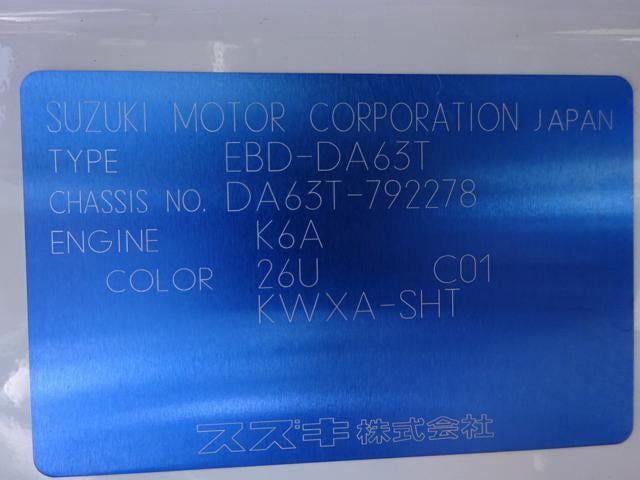 SUZUKI MOTOR CORPORATION JAPAN
TYPE EBD-DA63T
CHASSIS NO. DA63T-792278
ENGINE K6A
COLOR 26U C01
KWXA-SHT
スズキ株式会社